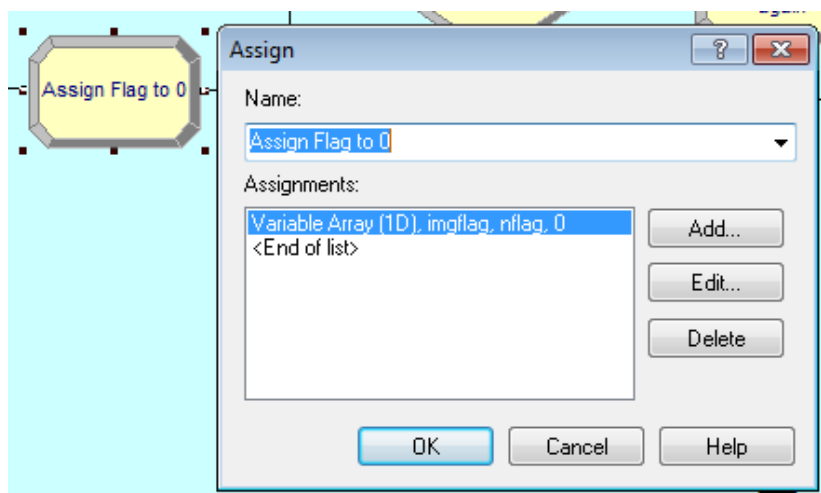 again
Assign
Assign Flag to 0
Name:
Assign Flag to 0
Assignments:
Variable Array (1D), imgflag, nflag, 0
<End of list>
Add...
Edit...
Delete
OK
Cancel
Help